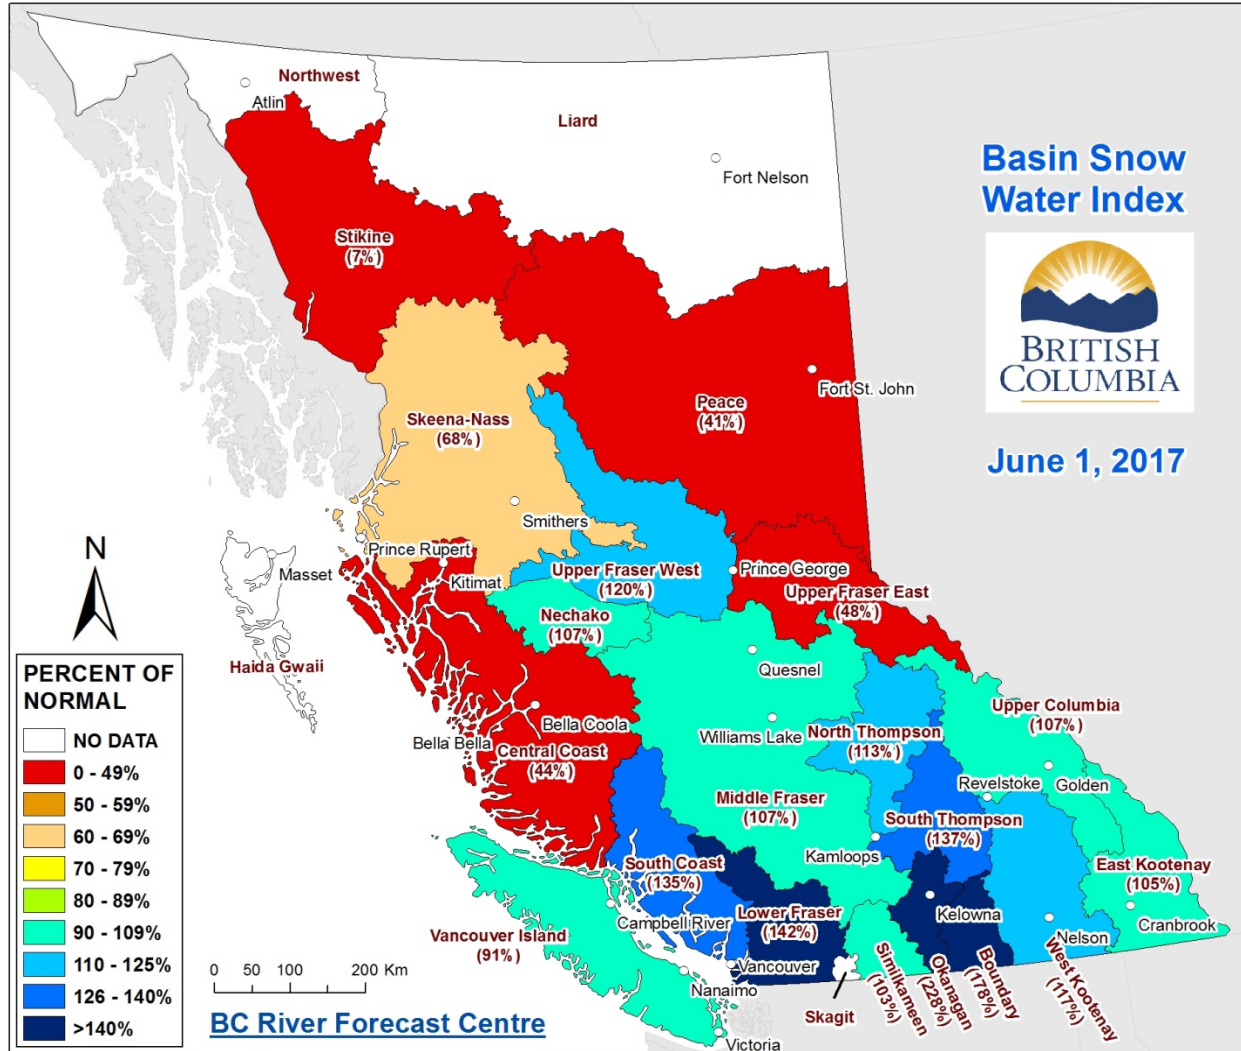 Northwest
Atlin
Liard
Fort Nelson
Basin Snow
Water Index
BRITISH
COLUMBIA
June 1, 2017
Stikine
(7%)
Peace
(41%)
Fort St. John
Skeena-Nass
(68%)
Smithers
N
Prince Rupert
Masset
Kitimat
Upper Fraser West
(120%)
Prince George
Upper Fraser East
(48%)
Nechako
(107%)
Haida Gwaii
Quesnel
Bella Coola
Bella Bella
Central Coast
(44%)
Williams Lake
North Thompson
(113%)
Upper Columbia
(107%)
Revelstoke
Golden
Middle Fraser
(107%)
South Thompson
(137%)
Kamloops
South Coast
(135%)
East Kootenay
(105%)
Cranbrook
Campbell River
Lower Fraser
(142%)
Kelowna
Nelson
Vancouver Island
(91%)
Vancouver
Nanaimo
Victoria
Skagit
Similkameen
(103%)
Okanagan
(228%)
Boundary
(178%)
West Kootenay
(117%)
PERCENT OF
NORMAL
NO DATA
0 - 49%
50 - 59%
60 - 69%
70 - 79%
80 - 89%
90 - 109%
110 - 125%
126 - 140%
>140%
0 50 100 200 Km
BC River Forecast Centre